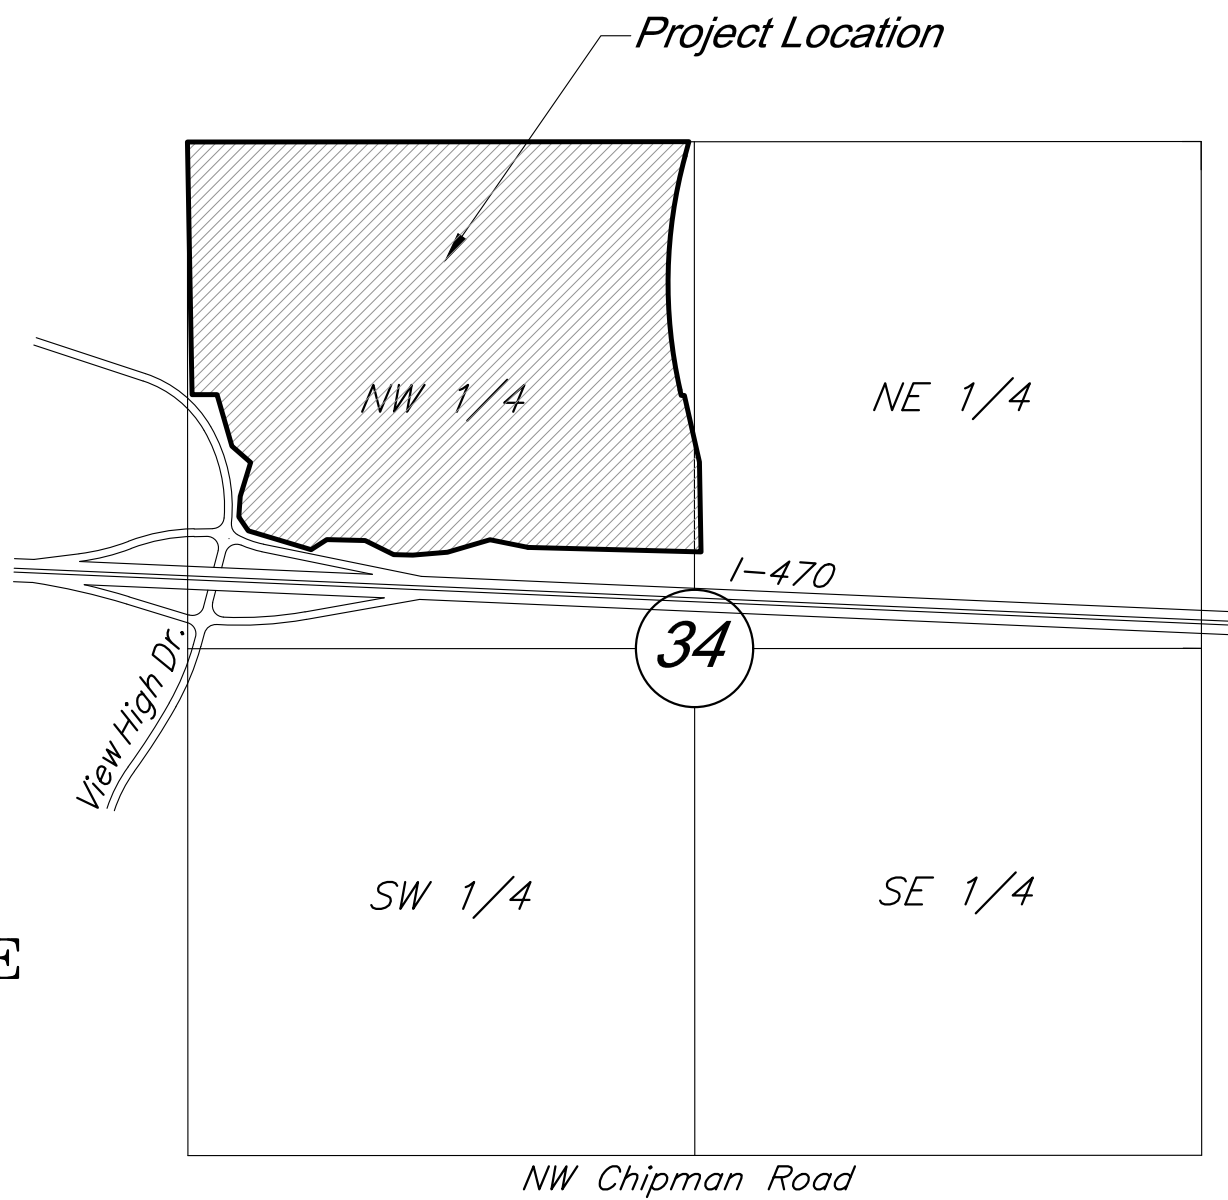 Project Location
NW 1/4
NE 1/4
I-470
34
View High Dr.
SW 1/4
SE 1/4
E
NW Chipman Road